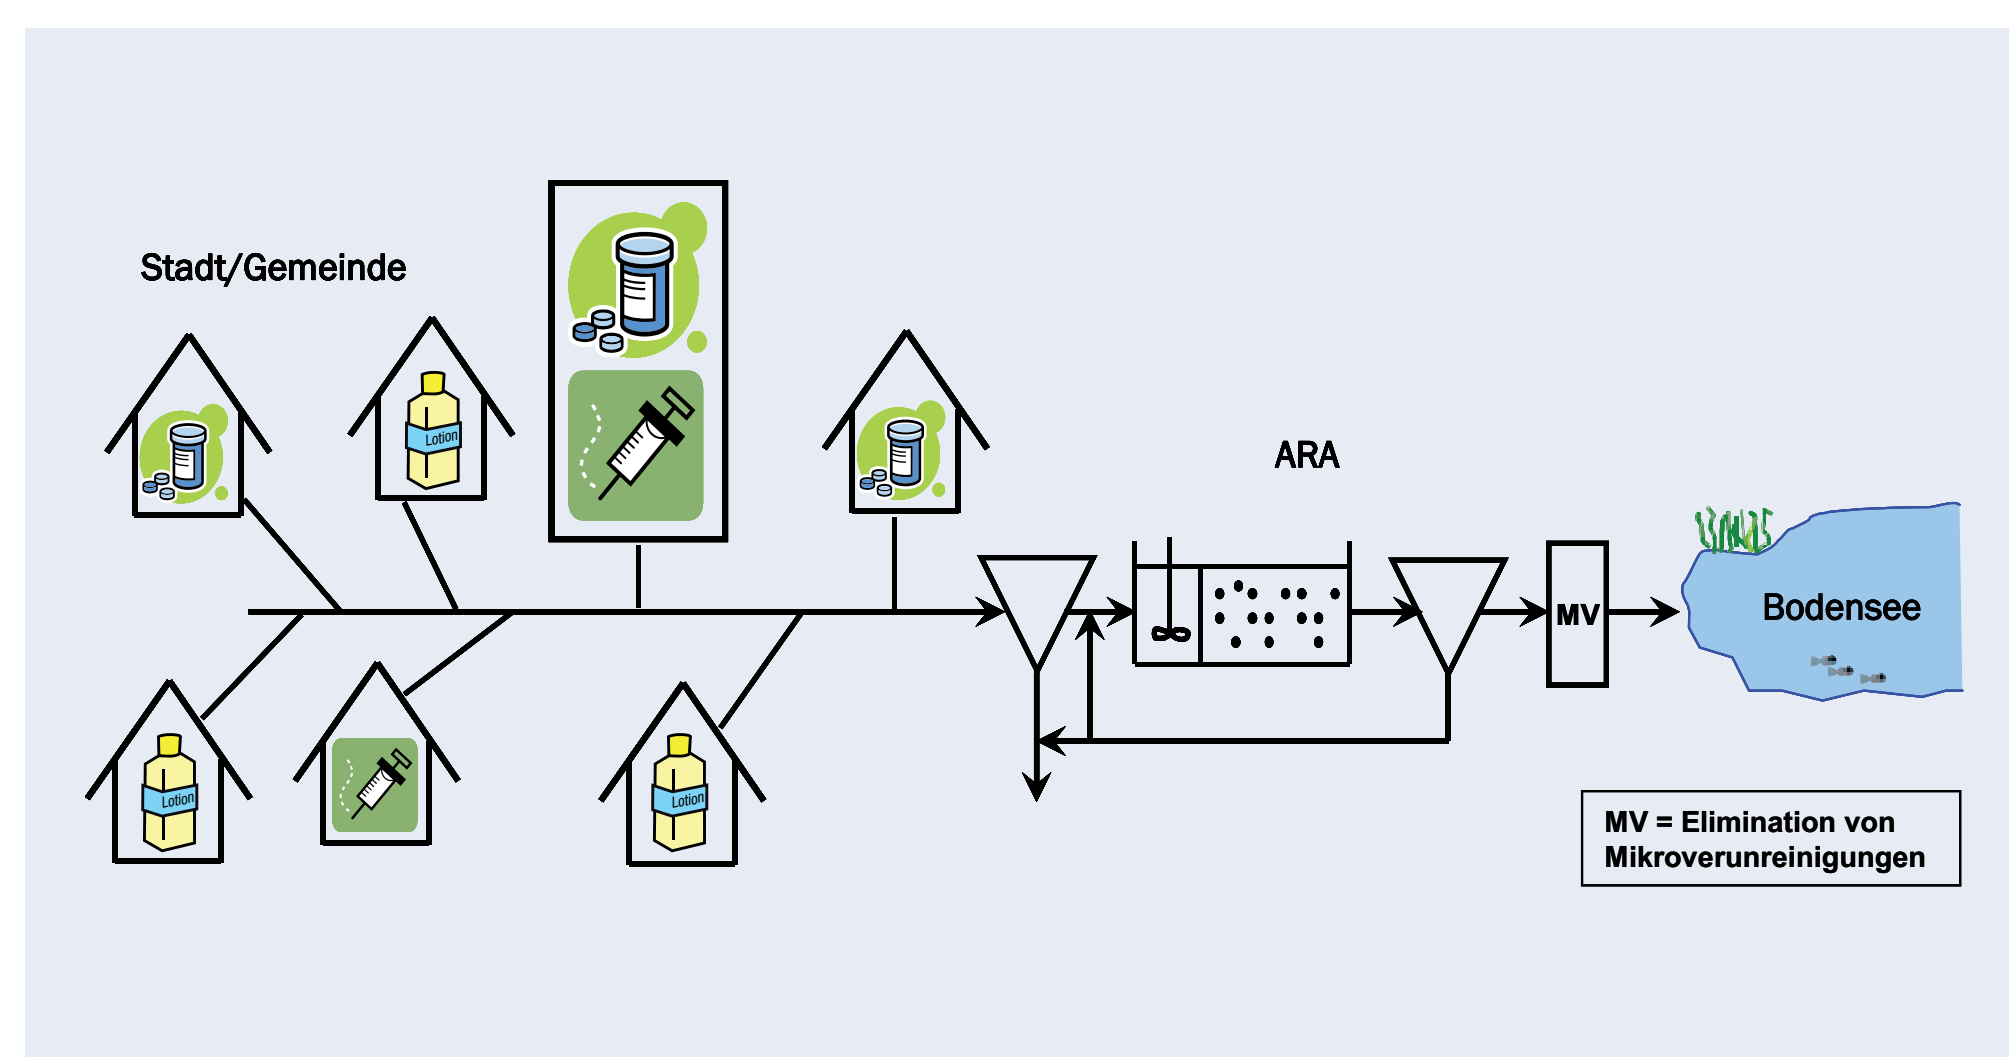 Stadt/Gemeinde
Lotion
Lotion
Lotion
ARA
MV
Bodensee
MV = Elimination von
Mikroverunreinigungen